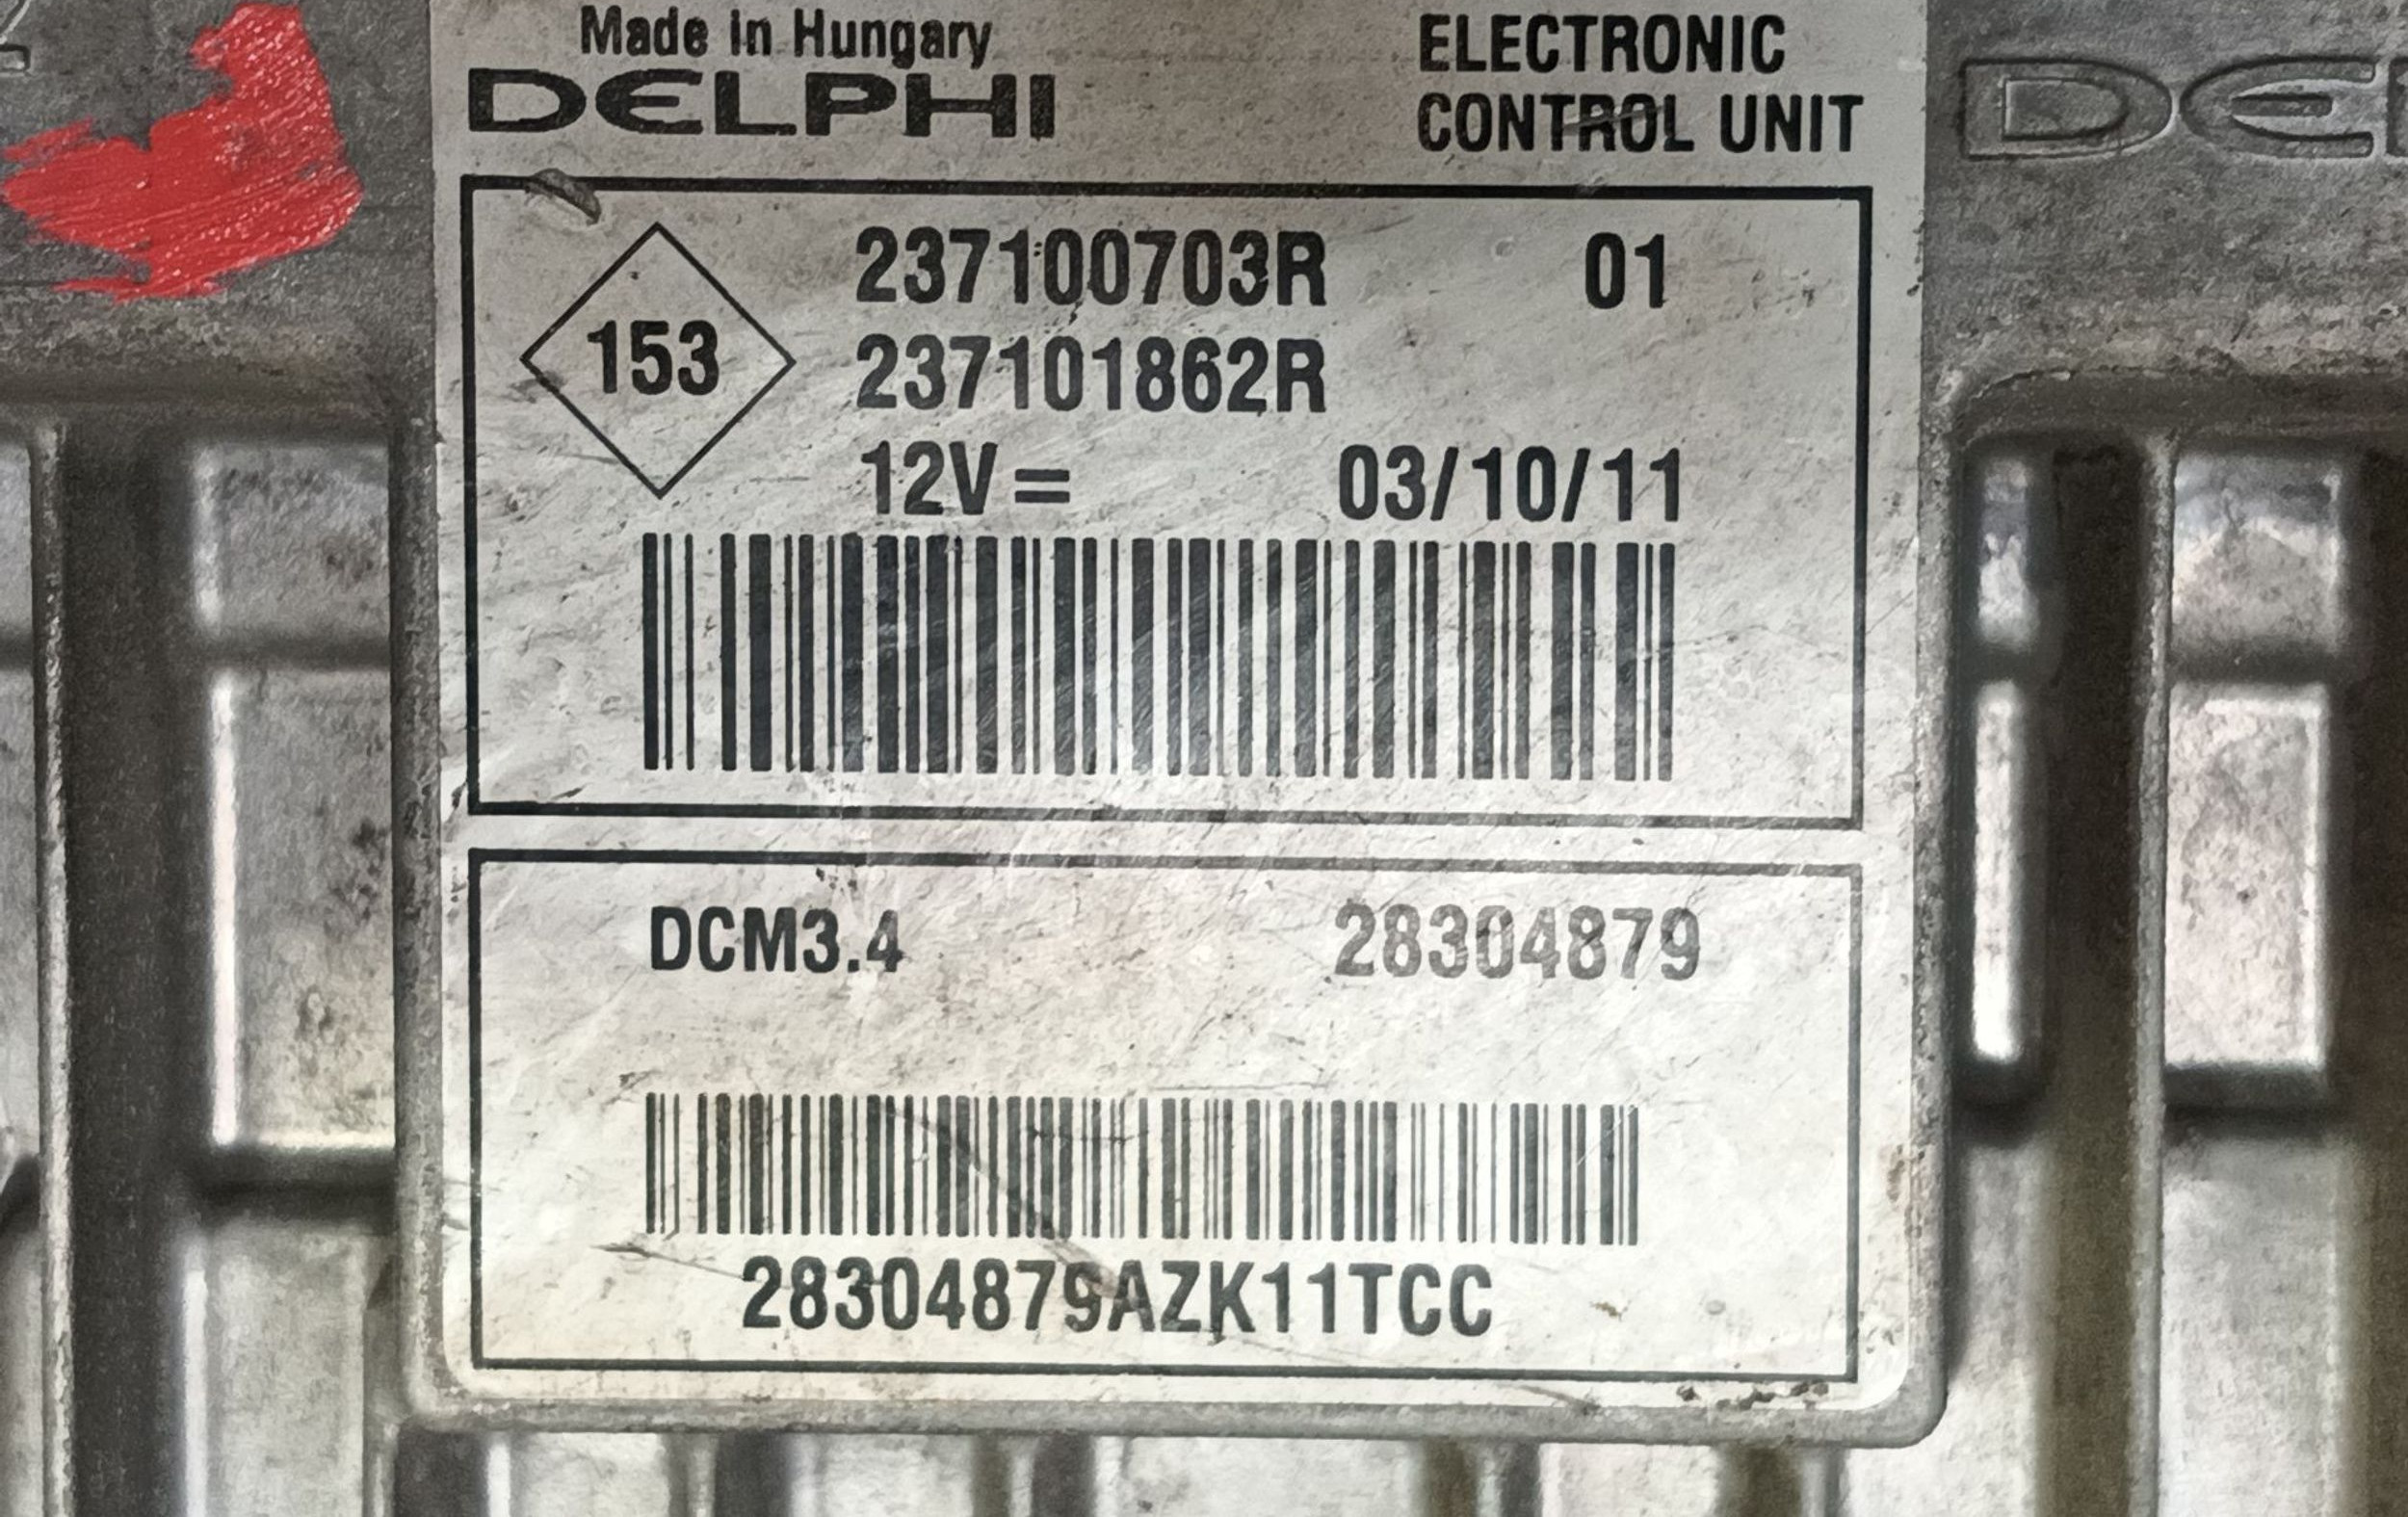 Made in Hungary
DELPHI
ELECTRONIC
CONTROL UNIT
237100703R 01
153
237101862R
12V= 03/10/11
DCM3.4 28304879
28304879AZK11TCC